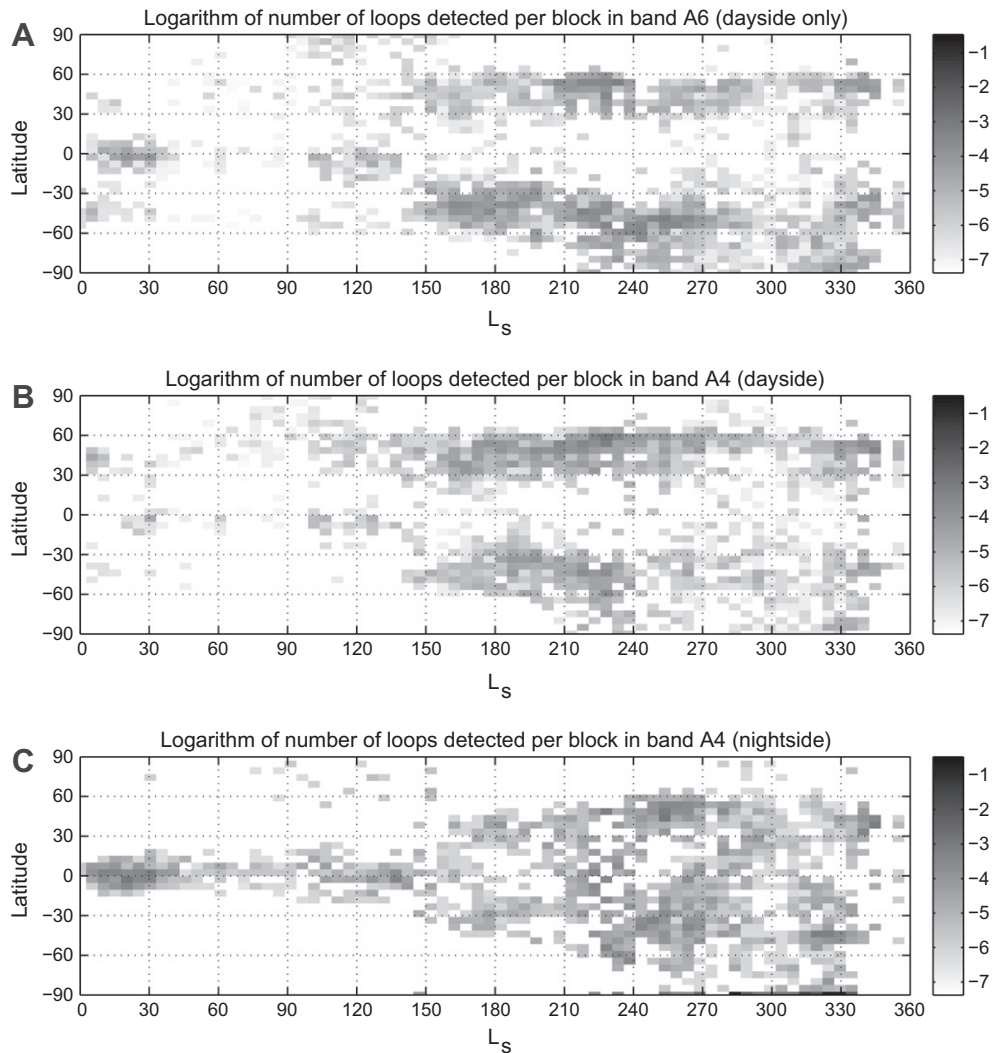 A
Logarithm of number of loops detected per block in band A6 (dayside only)
90
60
30
0
−30
−60
−90
Latitude
0 30 60 90 120 150 180 210 240 270 300 330 360
L_s
−1
−2
−3
−4
−5
−6
−7
B
Logarithm of number of loops detected per block in band A4 (dayside)
90
60
30
0
−30
−60
−90
Latitude
0 30 60 90 120 150 180 210 240 270 300 330 360
L_s
−1
−2
−3
−4
−5
−6
−7
C
Logarithm of number of loops detected per block in band A4 (nightside)
90
60
30
0
−30
−60
−90
Latitude
0 30 60 90 120 150 180 210 240 270 300 330 360
L_s
−1
−2
−3
−4
−5
−6
−7